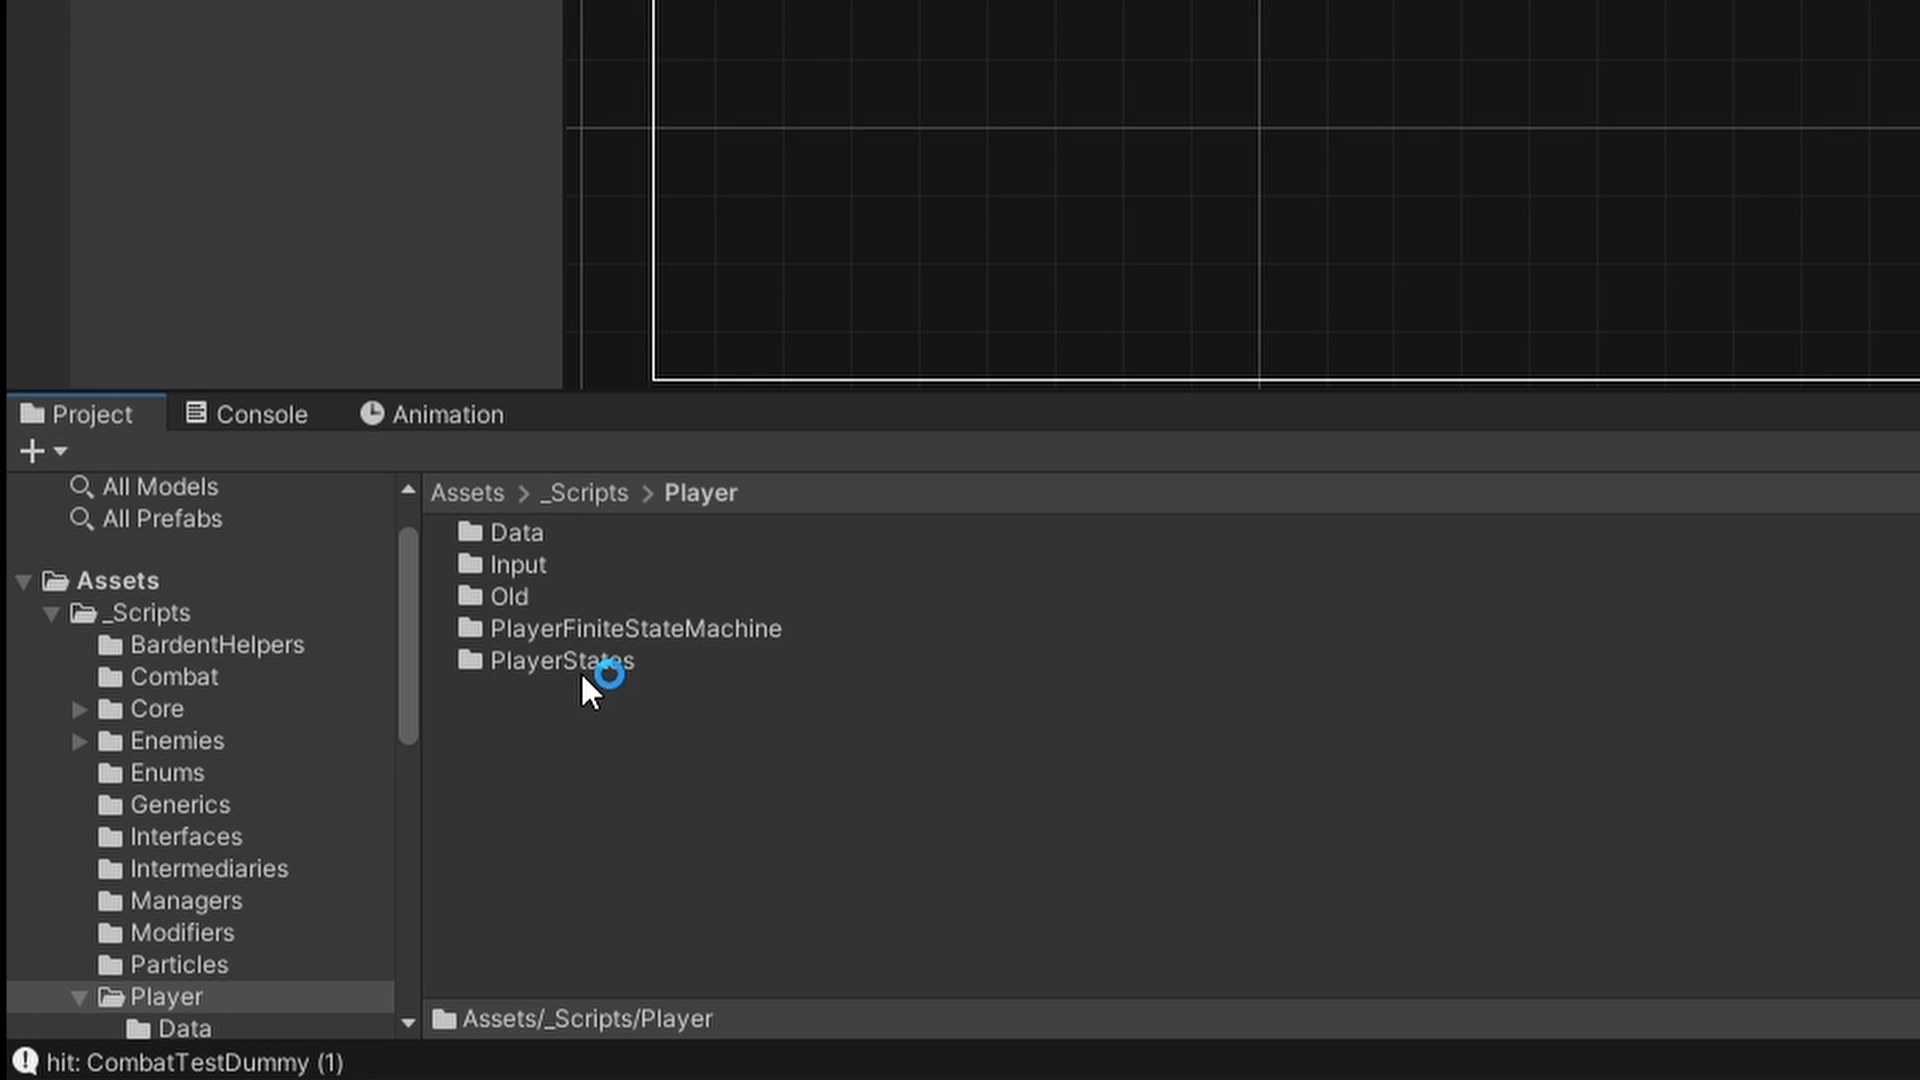 Project
Console
Animation
All Models
All Prefabs
Assets
_Scripts
BardentHelpers
Combat
Core
Enemies
Enums
Generics
Interfaces
Intermediaries
Managers
Modifiers
Particles
Player
Data
Assets > _Scripts > Player
Data
Input
Old
PlayerFiniteStateMachine
PlayerStates
Assets/_Scripts/Player
hit: CombatTestDummy (1)